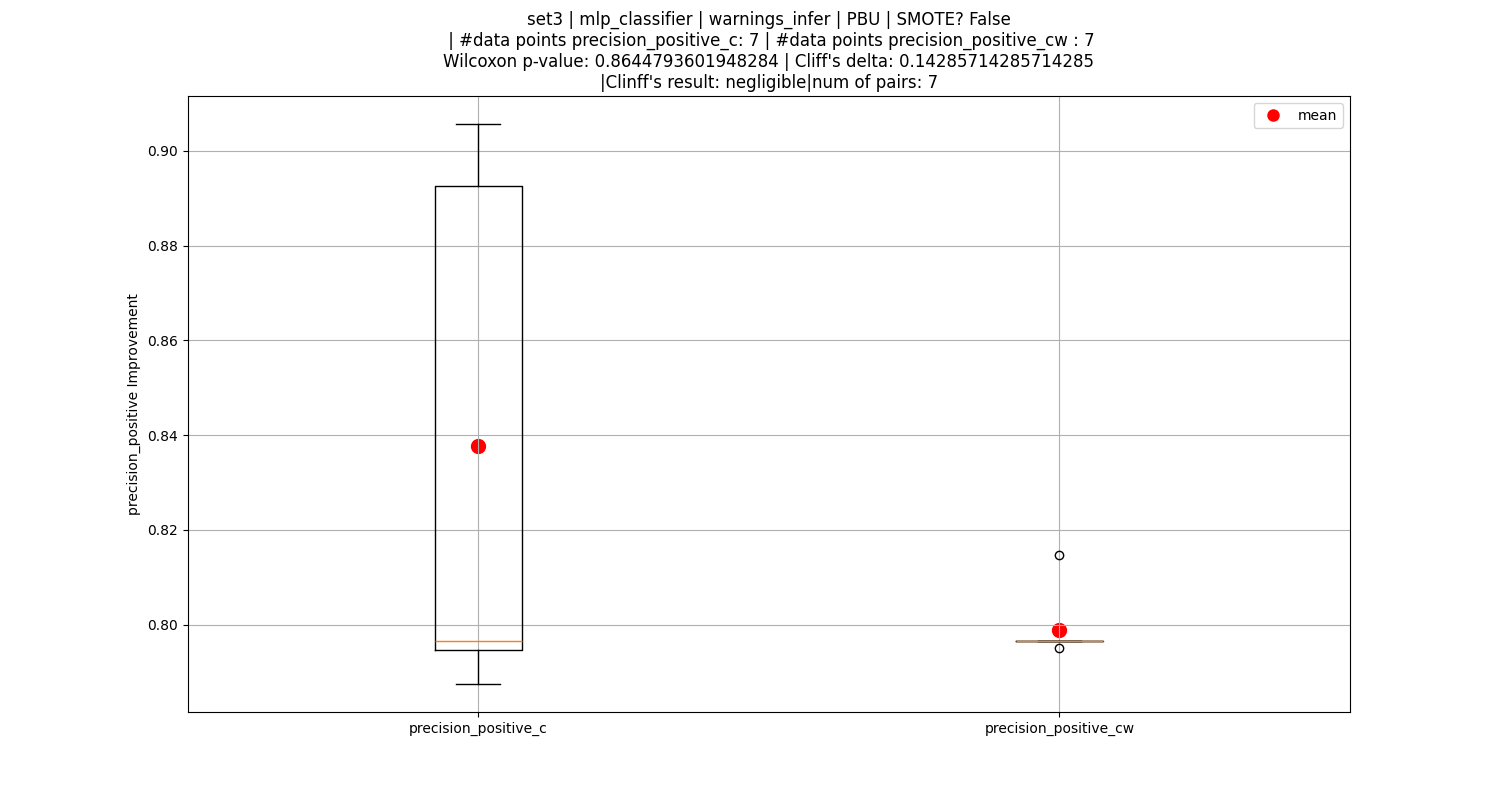 set3 | mlp_classifier | warnings_infer | PBU | SMOTE? False
| #data points precision_positive_c: 7 | #data points precision_positive_cw : 7
Wilcoxon p-value: 0.8644793601948284 | Cliff's delta: 0.14285714285714285
|Clinff's result: negligible|num of pairs: 7
mean
0.90
0.88
0.86
0.84
0.82
0.80
precision_positive Improvement
precision_positive_c
precision_positive_cw